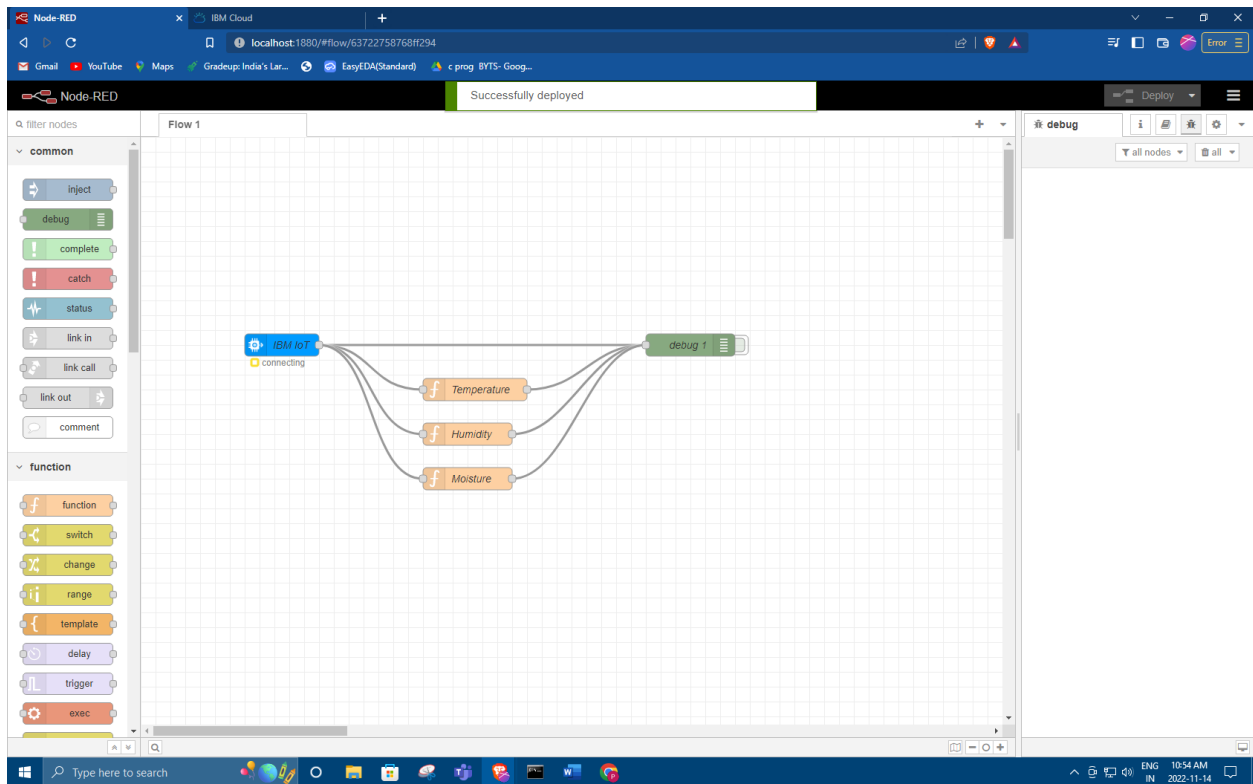 Node-RED
IBM Cloud
localhost:1880/#flow/63722758768ff294
Error
Gmail
YouTube
Maps
Gradeup: India's Lar...
EasyEDA(Standard)
c prog BYTS- Goog...
Node-RED
Successfully deployed
Deploy
filter nodes
Flow 1
debug
i
all nodes
all
common
inject
debug
complete
catch
status
link in
link call
link out
comment
function
function
switch
change
range
template
delay
trigger
exec
IBM IoT
connecting
debug 1
Temperature
Humidity
Moisture
Type here to search
ENG
IN
10:54 AM
2022-11-14